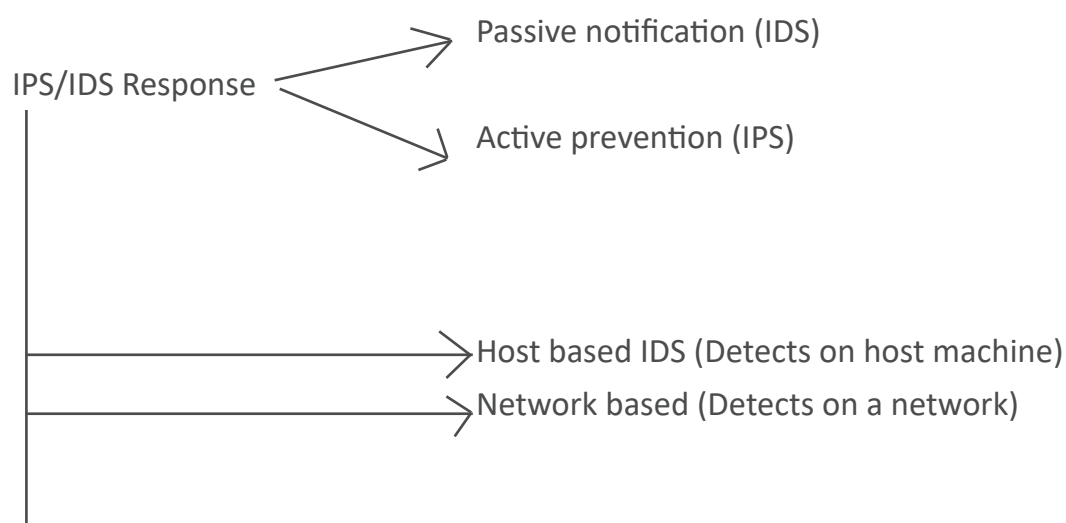 Passive notification (IDS)
IPS/IDS Response
Active prevention (IPS)
Host based IDS (Detects on host machine)
Network based (Detects on a network)